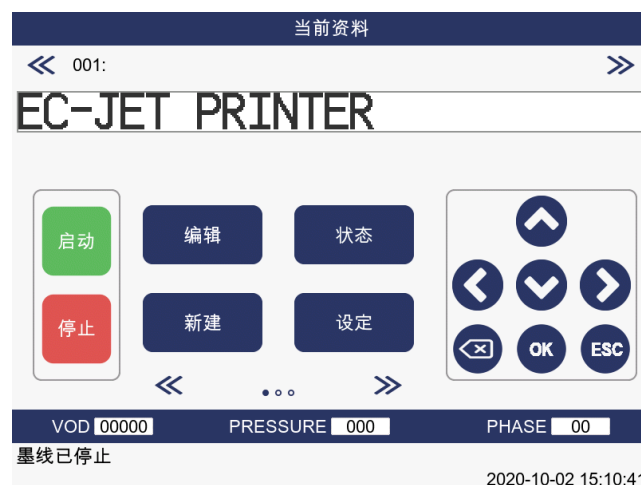 当前资料
001:
EC-JET PRINTER
启动
编辑
状态
停止
新建
设定
OK
ESC
VOD 00000 PRESSURE 000 PHASE 00
墨线已停止
2020-10-02 15:10:41